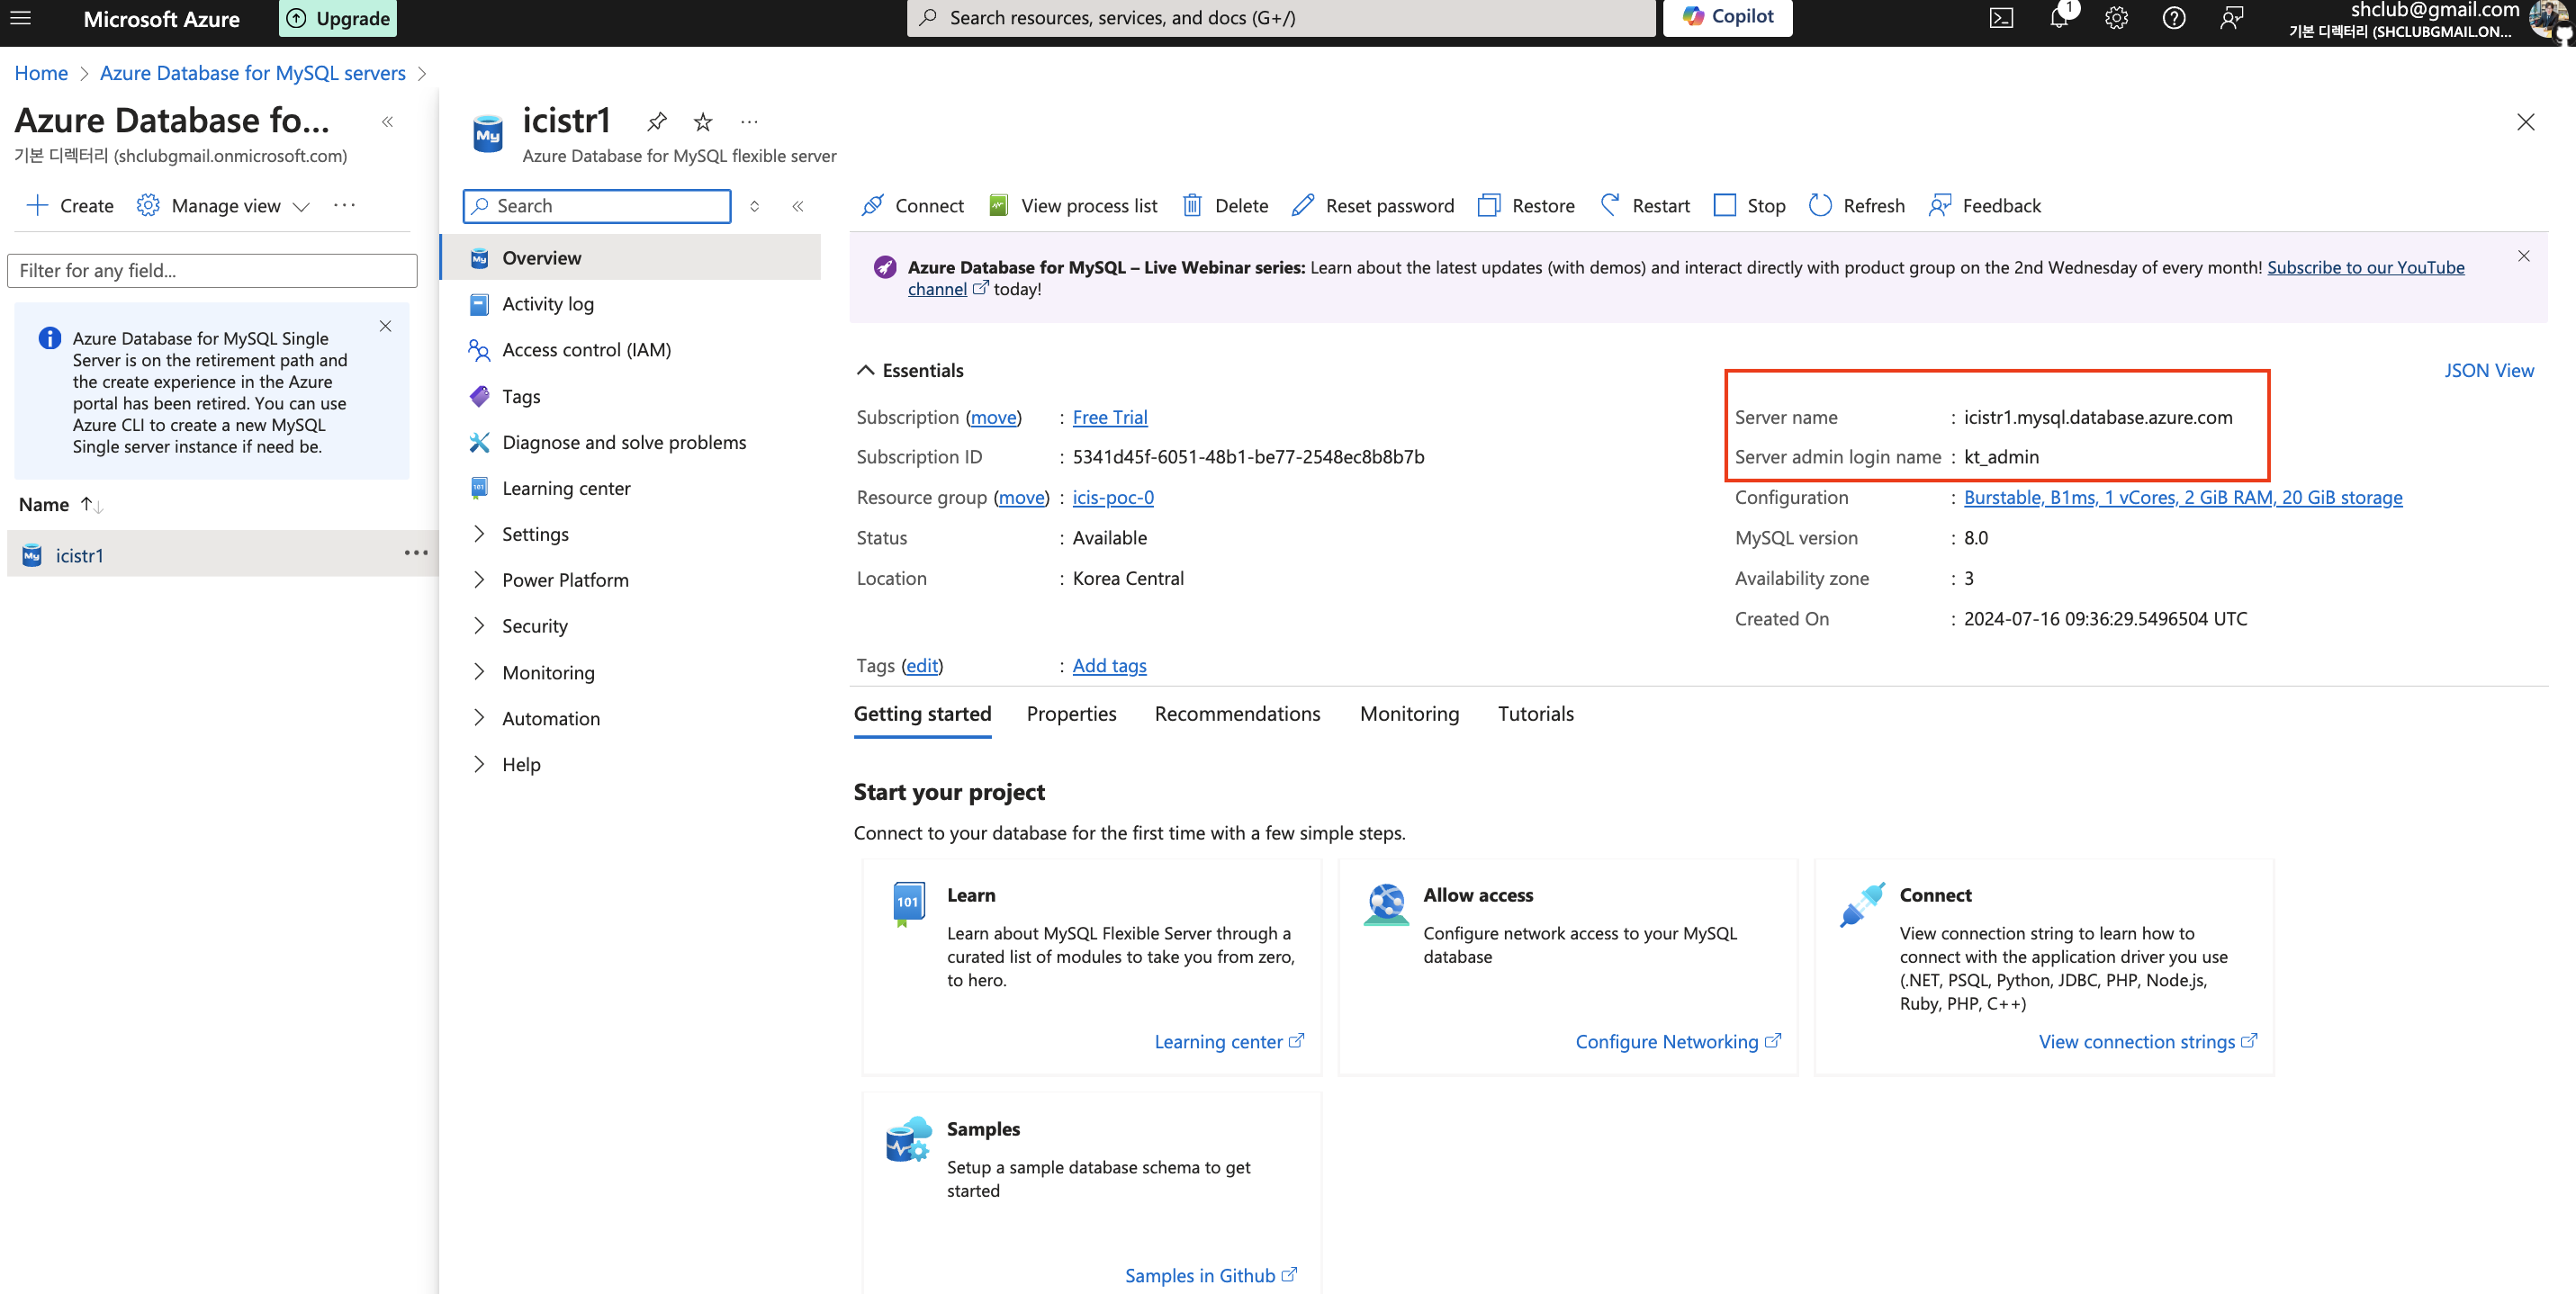 Microsoft Azure
Upgrade
Search resources, services, and docs (G+/)
Copilot
1
shclub@gmail.com
기본 디렉터리 (SHCLUBGMAIL.ON...
Home > Azure Database for MySQL servers >
Azure Database fo...
기본 디렉터리 (shclubgmail.onmicrosoft.com)
Create
Manage view
Filter for any field...
Azure Database for MySQL Single
Server is on the retirement path and
the create experience in the Azure
portal has been retired. You can use
Azure CLI to create a new MySQL
Single server instance if need be.
Name
My
icistr1
My
icistr1
Azure Database for MySQL flexible server
Search
My
Overview
Activity log
Access control (IAM)
Tags
Diagnose and solve problems
101
Learning center
Settings
Power Platform
Security
Monitoring
Automation
Help
Connect
View process list
Delete
Reset password
Restore
Restart
Stop
Refresh
Feedback
Azure Database for MySQL – Live Webinar series: Learn about the latest updates (with demos) and interact directly with product group on the 2nd Wednesday of every month! Subscribe to our YouTube
channel today!
Essentials
JSON View
Subscription (move) : Free Trial
Subscription ID : 5341d45f-6051-48b1-be77-2548ec8b8b7b
Resource group (move) : icis-poc-0
Status : Available
Location : Korea Central
Server name : icistr1.mysql.database.azure.com
Server admin login name : kt_admin
Configuration : Burstable, B1ms, 1 vCores, 2 GiB RAM, 20 GiB storage
MySQL version : 8.0
Availability zone : 3
Created On : 2024-07-16 09:36:29.5496504 UTC
Tags (edit) : Add tags
Getting started
Properties
Recommendations
Monitoring
Tutorials
Start your project
Connect to your database for the first time with a few simple steps.
101
Learn
Learn about MySQL Flexible Server through a
curated list of modules to take you from zero,
to hero.
Learning center
Allow access
Configure network access to your MySQL
database
Configure Networking
Connect
View connection string to learn how to
connect with the application driver you use
(.NET, PSQL, Python, JDBC, PHP, Node.js,
Ruby, PHP, C++)
View connection strings
Samples
Setup a sample database schema to get
started
Samples in Github